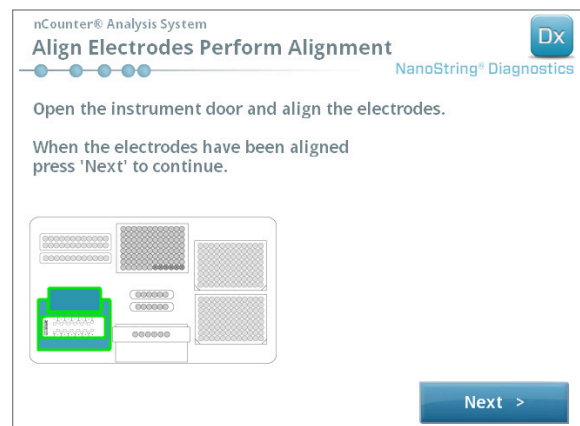 nCounter® Analysis System
Align Electrodes Perform Alignment
Dx
NanoString® Diagnostics
Open the instrument door and align the electrodes.
When the electrodes have been aligned
press 'Next' to continue.
Next >